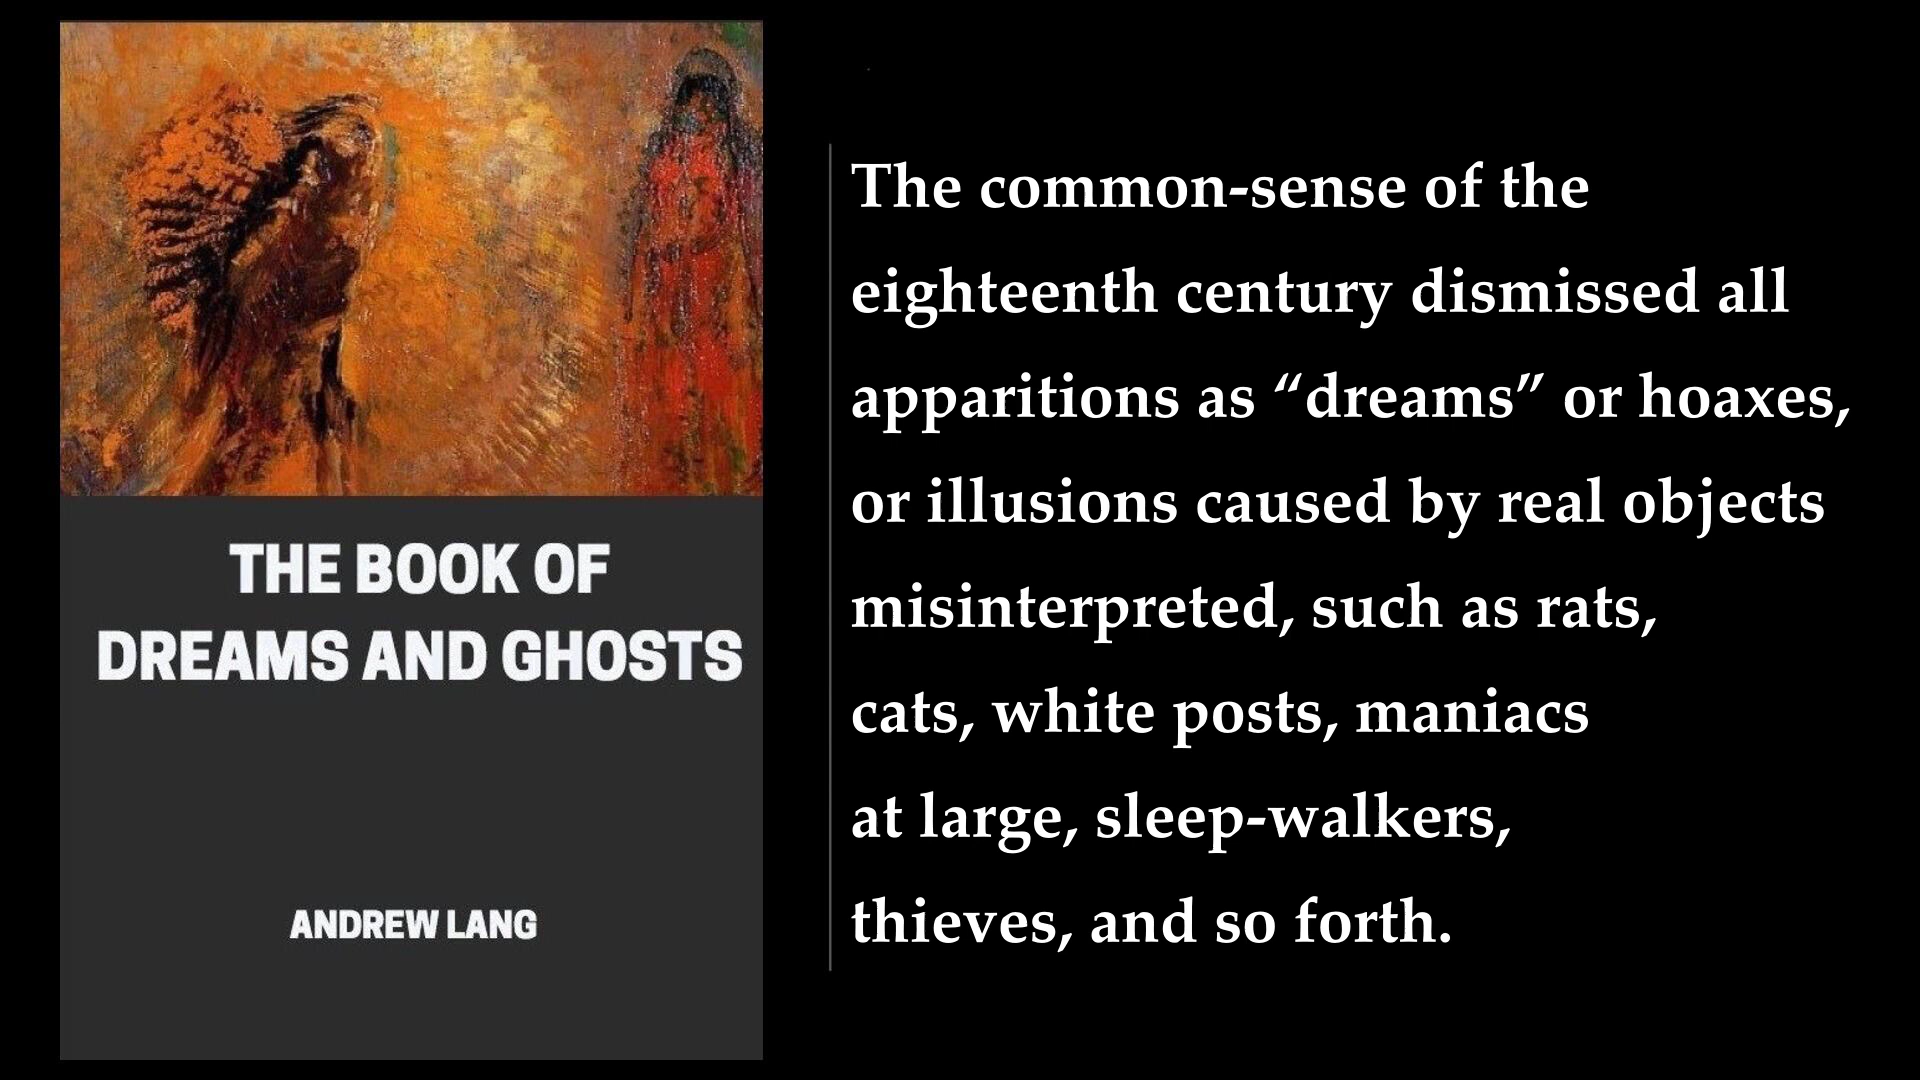 THE BOOK OF
DREAMS AND GHOSTS
ANDREW LANG
The common-sense of the
eighteenth century dismissed all
apparitions as “dreams” or hoaxes,
or illusions caused by real objects
misinterpreted, such as rats,
cats, white posts, maniacs
at large, sleep-walkers,
thieves, and so forth.